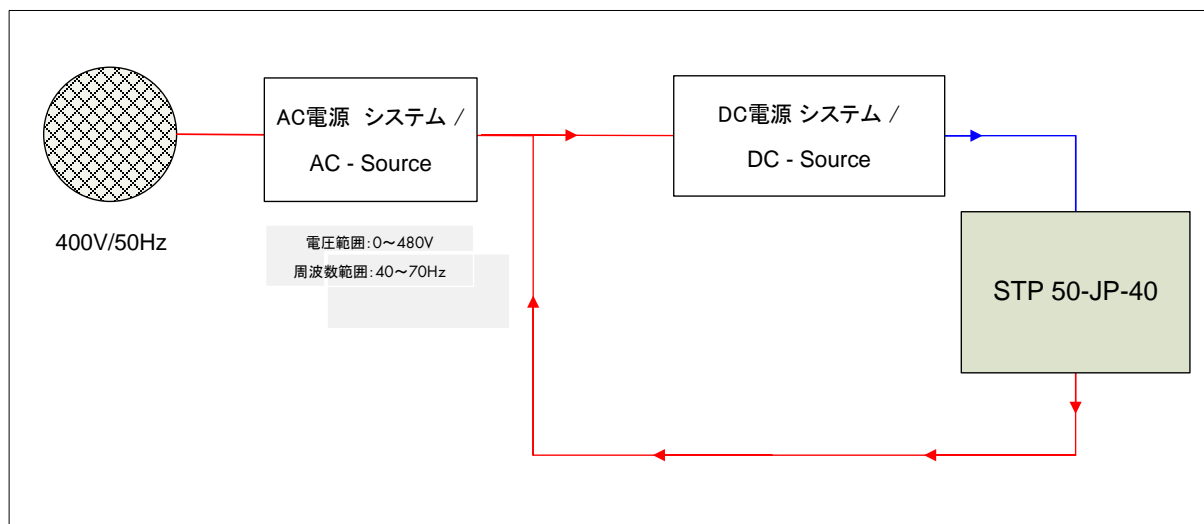 AC電源 システム /
AC - Source
DC電源 システム /
DC - Source
400V/50Hz
電圧範囲:0～480V
周波数範囲:40～70Hz
STP 50-JP-40